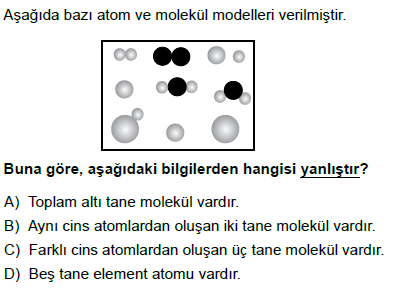 Aşağıda bazı atom ve molekül modelleri verilmiştir.
Buna göre, aşağıdaki bilgilerden hangisi yanlıştır?
A) Toplam altı tane molekül vardır.
B) Aynı cins atomlardan oluşan iki tane molekül vardır.
C) Farklı cins atomlardan oluşan üç tane molekül vardır.
D) Beş tane element atomu vardır.